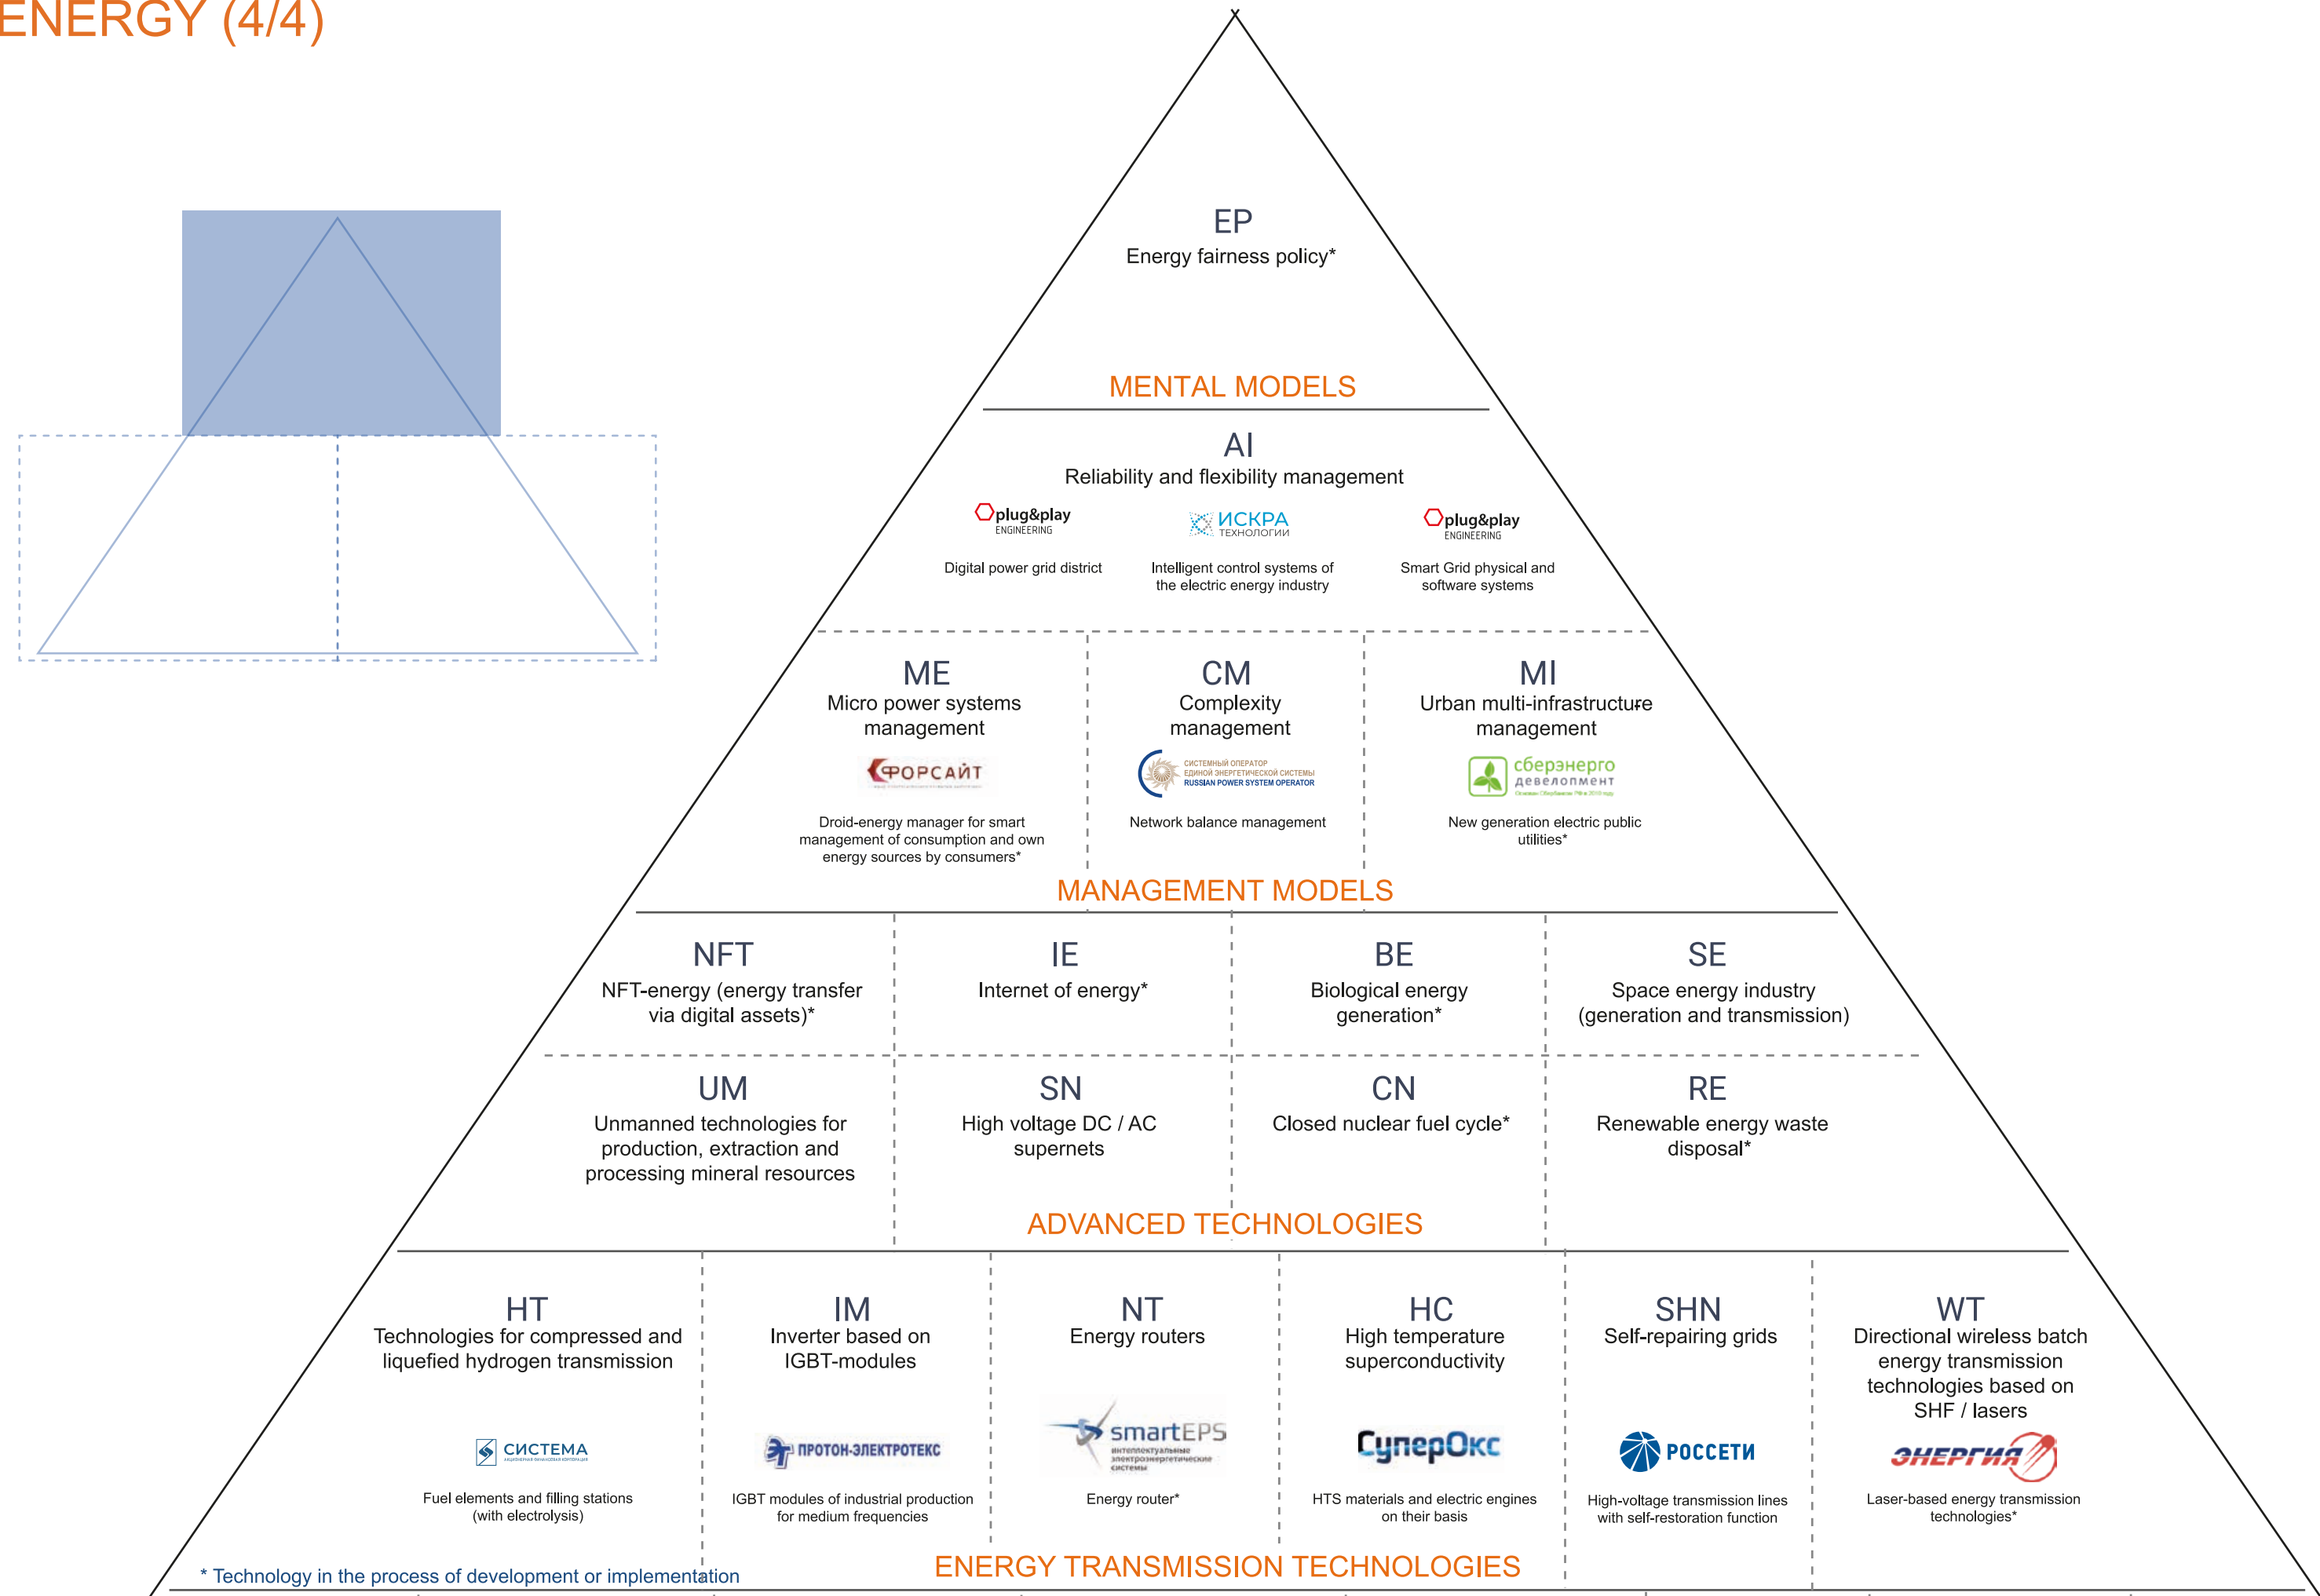 ENERGY (4/4)
EP
Energy fairness policy*
MENTAL MODELS
AI
Reliability and flexibility management
plug&play
ENGINEERING
Digital power grid district
ИСКРА
ТЕХНОЛОГИИ
Intelligent control systems of
the electric energy industry
plug&play
ENGINEERING
Smart Grid physical and
software systems
ME
Micro power systems
management
ФОРСАЙТ
Droid-energy manager for smart
management of consumption and own
energy sources by consumers*
CM
Complexity
management
СИСТЕМНЫЙ ОПЕРАТОР
ЕДИНОЙ ЭНЕРГЕТИЧЕСКОЙ СИСТЕМЫ
RUSSIAN POWER SYSTEM OPERATOR
Network balance management
MI
Urban multi-infrastructure
management
сберэнерго
девелопмент
New generation electric public
utilities*
MANAGEMENT MODELS
NFT
NFT-energy (energy transfer
via digital assets)*
IE
Internet of energy*
BE
Biological energy
generation*
SE
Space energy industry
(generation and transmission)
UM
Unmanned technologies for
production, extraction and
processing mineral resources
SN
High voltage DC / AC
supernets
CN
Closed nuclear fuel cycle*
RE
Renewable energy waste
disposal*
ADVANCED TECHNOLOGIES
HT
Technologies for compressed and
liquefied hydrogen transmission
СИСТЕМА
АКЦИОНЕРНАЯ ФИНАНСОВАЯ КОРПОРАЦИЯ
Fuel elements and filling stations
(with electrolysis)
IM
Inverter based on
IGBT-modules
ПРОТОН-ЭЛЕКТРОТЕКС
IGBT modules of industrial production
for medium frequencies
NT
Energy routers
smartEPS
интеллектуальные
электроэнергетические
системы
Energy router*
HC
High temperature
superconductivity
СуперОкс
HTS materials and electric engines
on their basis
SHN
Self-repairing grids
РОССЕТИ
High-voltage transmission lines
with self-restoration function
WT
Directional wireless batch
energy transmission
technologies based on
SHF / lasers
ЭНЕРГИЯ
Laser-based energy transmission
technologies*
ENERGY TRANSMISSION TECHNOLOGIES
* Technology in the process of development or implementation